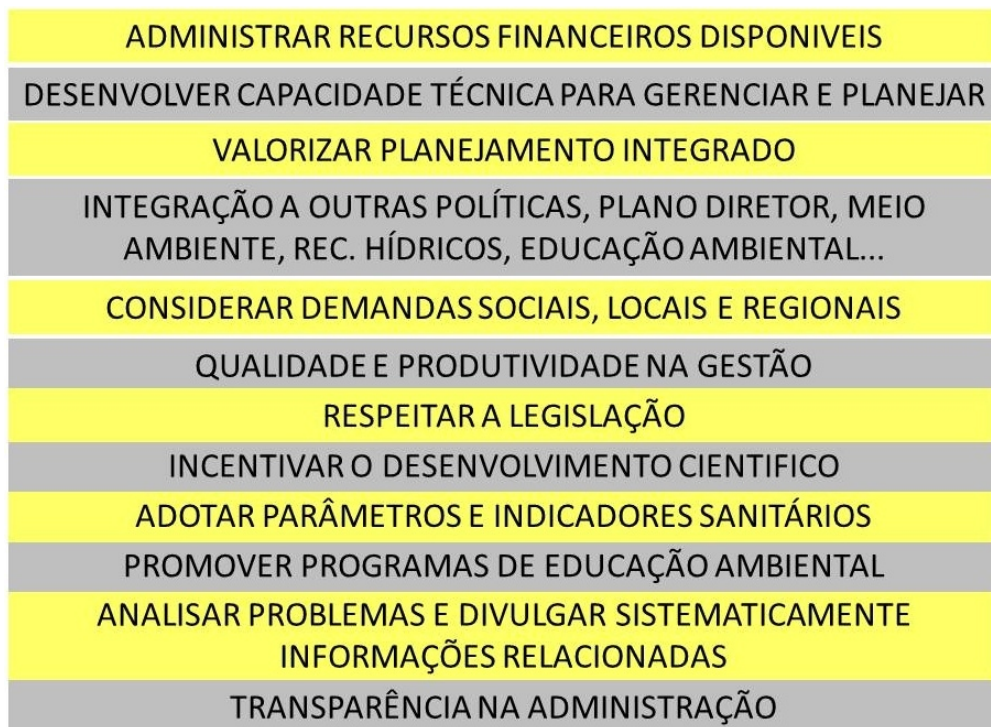 ADMINISTRAR RECURSOS FINANCEIROS DISPONIVEIS
DESENVOLVER CAPACIDADE TÉCNICA PARA GERENCIAR E PLANEJAR
VALORIZAR PLANEJAMENTO INTEGRADO
INTEGRAÇÃO A OUTRAS POLÍTICAS, PLANO DIRETOR, MEIO
AMBIENTE, REC. HÍDRICOS, EDUCAÇÃO AMBIENTAL...
CONSIDERAR DEMANDAS SOCIAIS, LOCAIS E REGIONAIS
QUALIDADE E PRODUTIVIDADE NA GESTÃO
RESPEITAR A LEGISLAÇÃO
INCENTIVAR O DESENVOLVIMENTO CIENTIFICO
ADOTAR PARÂMETROS E INDICADORES SANITÁRIOS
PROMOVER PROGRAMAS DE EDUCAÇÃO AMBIENTAL
ANALISAR PROBLEMAS E DIVULGAR SISTEMATICAMENTE
INFORMAÇÕES RELACIONADAS
TRANSPARÊNCIA NA ADMINISTRAÇÃO